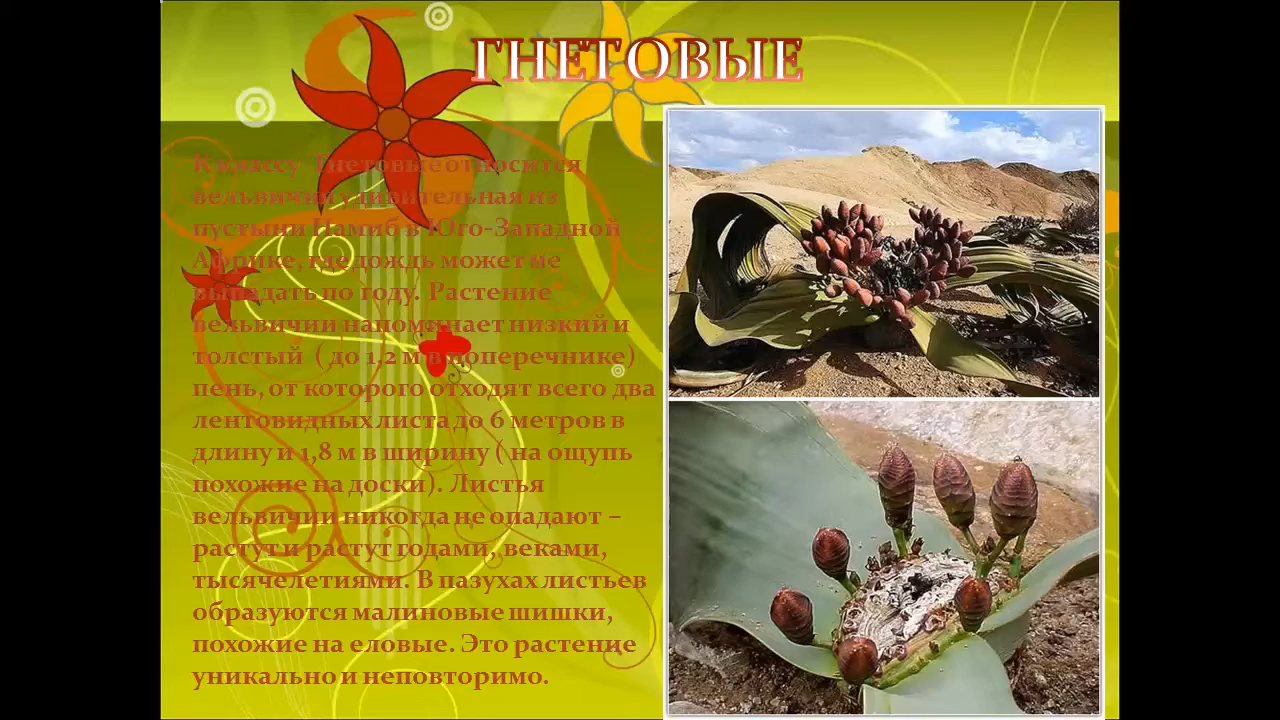 ГНЕТОВЫЕ
К классу Гнетовые относится
вельвичия удивительная из
пустыни Намиб в Юго-Западной
Африке, где дождь может не
выпадать по году. Растение
вельвичии напоминает низкий и
толстый ( до 1,2 м в поперечнике)
пень, от которого отходят всего два
лентовидных листа до 6 метров в
длину и 1,8 м в ширину ( на ощупь
похожие на доски). Листья
вельвичии никогда не опадают –
растут и растут годами, веками,
тысячелетиями. В пазухах листьев
образуются малиновые шишки,
похожие на еловые. Это растение
уникально и неповторимо.